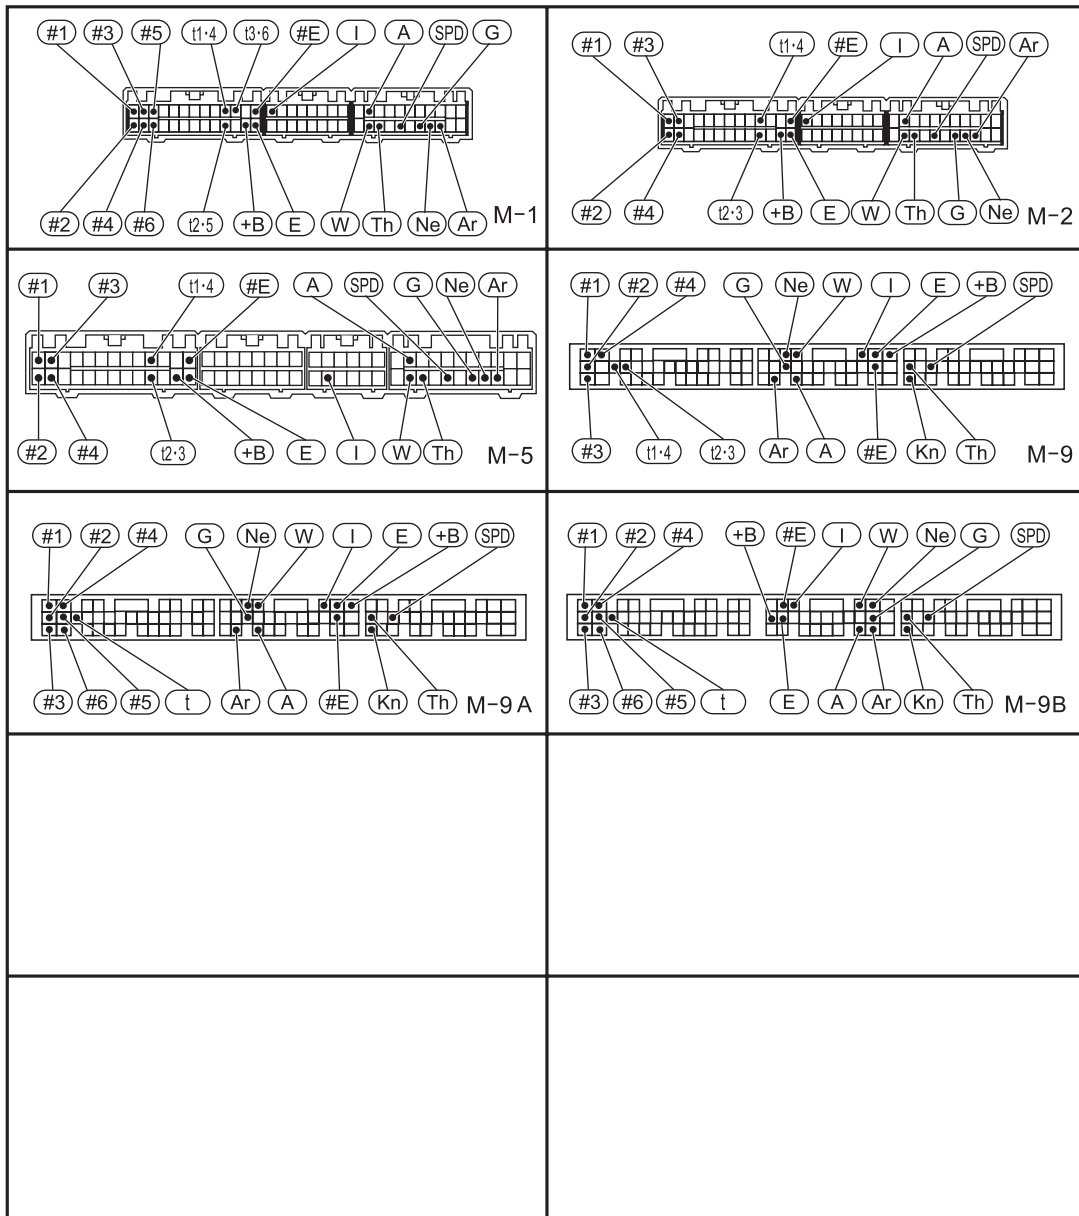 #1 #3 #5 t1·4 t3·6 #E I A SPD G
#2 #4 #6 t2·5 +B E W Th Ne Ar
M-1
#1 #3 t1·4 #E I A SPD Ar
#2 #4 t2·3 +B E W Th G Ne
M-2
#1 #3 t1·4 #E A SPD G Ne Ar
#2 #4 t2·3 +B E I W Th
M-5
#1 #2 #4 G Ne W I E +B SPD
#3 t1·4 t2·3 Ar A #E Kn Th
M-9
#1 #2 #4 G Ne W I E +B SPD
#3 #6 #5 t Ar A #E Kn Th
M-9A
#1 #2 #4 +B #E I W Ne G SPD
#3 #6 #5 t E A Ar Kn Th
M-9B